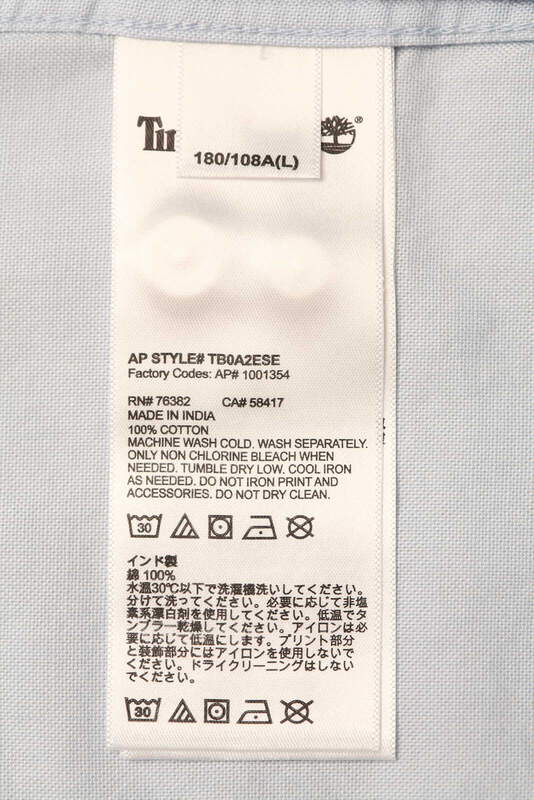 180/108A(L)
AP STYLE# TB0A2ESE
Factory Codes: AP# 1001354
RN# 76382 CA# 58417
MADE IN INDIA
100% COTTON
MACHINE WASH COLD. WASH SEPARATELY.
ONLY NON CHLORINE BLEACH WHEN
NEEDED. TUMBLE DRY LOW. COOL IRON
AS NEEDED. DO NOT IRON PRINT AND
ACCESSORIES. DO NOT DRY CLEAN.
30
インド製
綿 100%
水温30℃以下で洗濯機洗いしてください。
分けて洗ってください。必要に応じて非塩
素系漂白剤を使用してください。低温でタ
ンブラー乾燥してください。アイロンは必
要に応じて低温にします。プリント部分
と装飾部分にはアイロンを使用しないで
ください。ドライクリーニングはしない
でください。
30